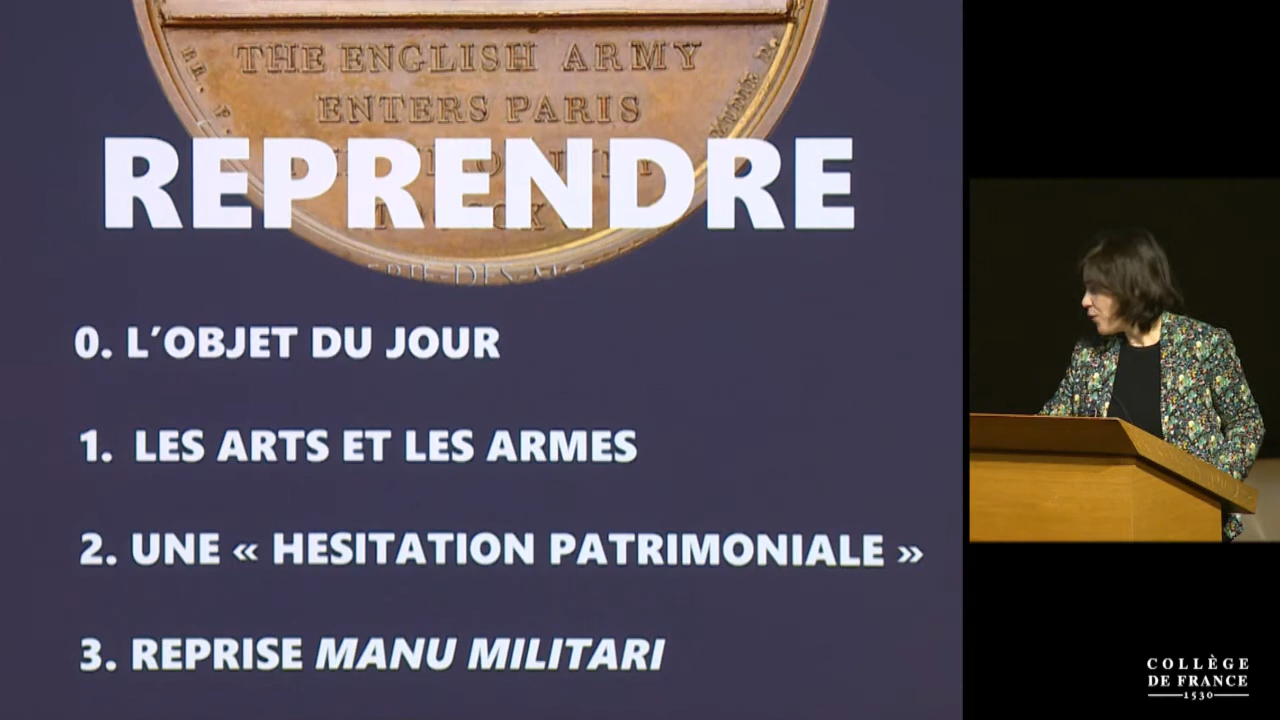 THE ENGLISH ARMY
ENTERS PARIS
REPRENDRE
0. L´OBJET DU JOUR
1. LES ARTS ET LES ARMES
2. UNE « HESITATION PATRIMONIALE »
3. REPRISE MANU MILITARI
COLLÈGE
DE FRANCE
1530